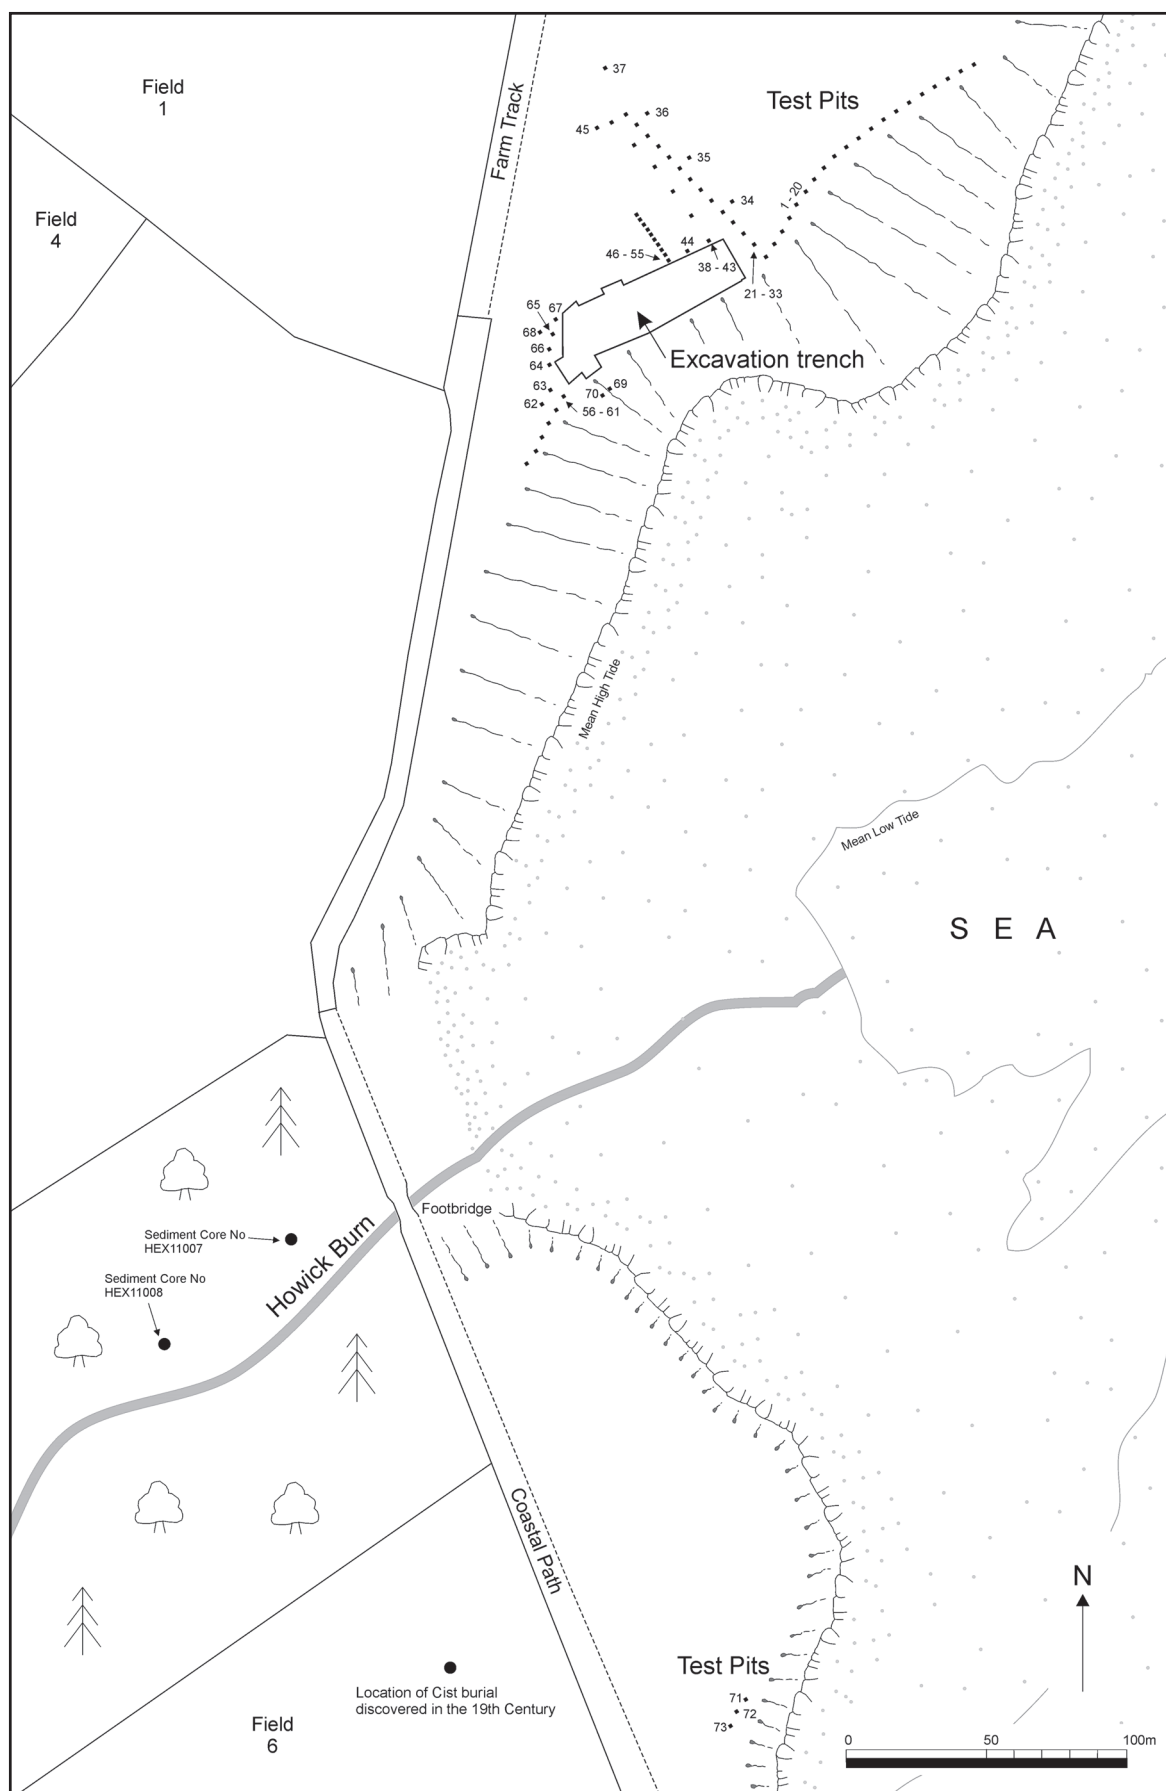 Field
1
Farm Track
37
Test Pits
36
45
35
1 - 20
34
Field
4
44
46 - 55
38 - 43
21 - 33
65
67
68
66
Excavation trench
64
63
69
70
62
56 - 61
Mean High Tide
Mean Low Tide
S E A
Footbridge
Sediment Core No
HEX11007
Howick Burn
Sediment Core No
HEX11008
Coastal Path
N
Test Pits
Location of Cist burial
discovered in the 19th Century
71
72
73
Field
6
0
50
100m